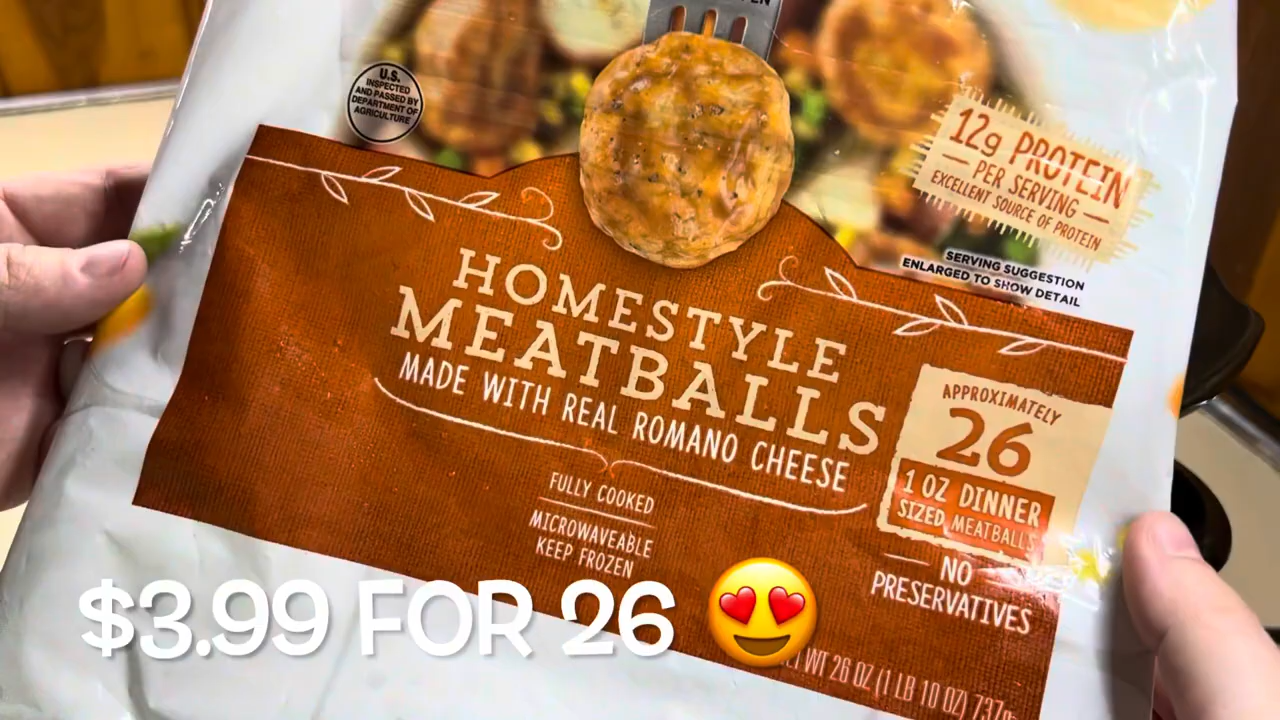 U.S.
INSPECTED
AND PASSED BY
DEPARTMENT OF
AGRICULTURE
12g PROTEIN
PER SERVING
EXCELLENT SOURCE OF PROTEIN
SERVING SUGGESTION
ENLARGED TO SHOW DETAIL
HOMESTYLE
MEATBALLS
MADE WITH REAL ROMANO CHEESE
FULLY COOKED
MICROWAVEABLE
KEEP FROZEN
APPROXIMATELY
26
1 OZ DINNER
SIZED MEATBALLS
NO
PRESERVATIVES
$3.99 FOR 26 😍
WT 26 OZ (1 LB 10 OZ) 737g